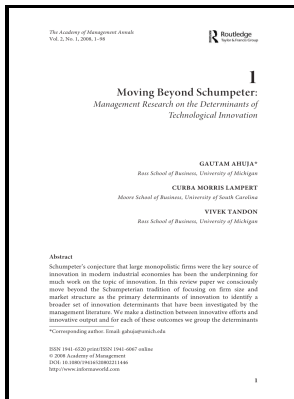 The Academy of Management Annals
Vol. 2, No. 1, 2008, 1–98
Routledge
Taylor & Francis Group
1
Moving Beyond Schumpeter:
Management Research on the Determinants of
Technological Innovation
GAUTAM AHUJA*
Ross School of Business, University of Michigan
CURBA MORRIS LAMPERT
Moore School of Business, University of South Carolina
VIVEK TANDON
Ross School of Business, University of Michigan
Abstract
Schumpeter's conjecture that large monopolistic firms were the key source of
innovation in modern industrial economies has been the underpinning for
much work on the topic of innovation. In this review paper we consciously
move beyond the Schumpeterian tradition of focusing on firm size and
market structure as the primary determinants of innovation to identify a
broader set of innovation determinants that have been investigated by the
management literature. We make a distinction between innovative efforts and
innovative output and for each of these outcomes we group the determinants
*Corresponding author. Email: gahuja@umich.edu
ISSN 1941-6520 print/ISSN 1941-6067 online
© 2008 Academy of Management
DOI: 10.1080/19416520802211446
http://www.informaworld.com
1